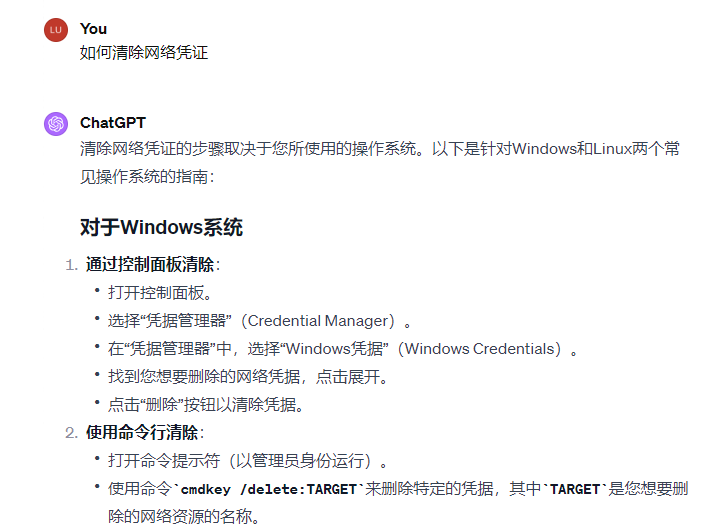 LU
You
如何清除网络凭证
ChatGPT
清除网络凭证的步骤取决于您所使用的操作系统。以下是针对Windows和Linux两个常
见操作系统的指南：
对于Windows系统
1. 通过控制面板清除：
• 打开控制面板。
• 选择“凭据管理器”（Credential Manager）。
• 在“凭据管理器”中，选择“Windows凭据”（Windows Credentials）。
• 找到您想要删除的网络凭据，点击展开。
• 点击“删除”按钮以清除凭据。
2. 使用命令行清除：
• 打开命令提示符（以管理员身份运行）。
• 使用命令`cmdkey /delete:TARGET`来删除特定的凭据，其中`TARGET`是您想要删
除的网络资源的名称。